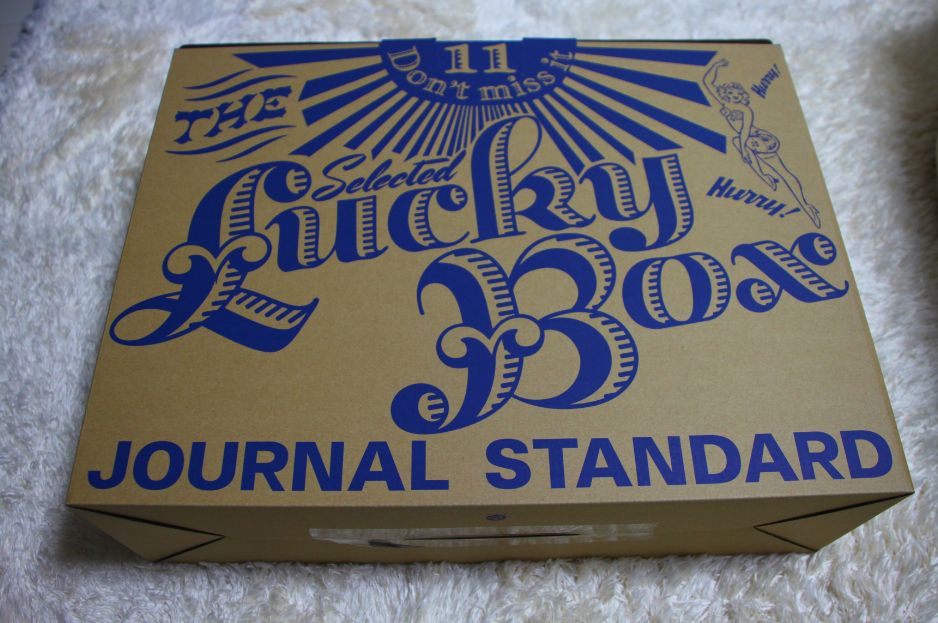 11
Don't miss it
THE
Hurry!
Selected
Lucky
Hurry!
Box
JOURNAL STANDARD